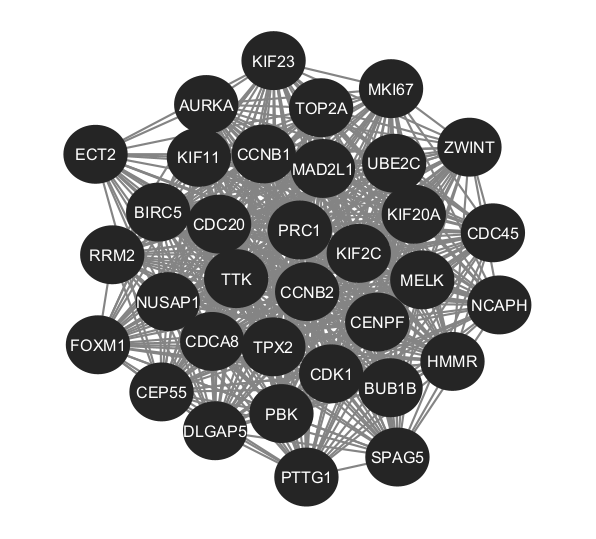 KIF23
MKI67
AURKA
TOP2A
ECT2
KIF11
CCNB1
MAD2L1
UBE2C
ZWINT
BIRC5
CDC20
PRC1
KIF20A
CDC45
RRM2
KIF2C
TTK
CCNB2
MELK
NUSAP1
NCAPH
CENPF
FOXM1
CDCA8
TPX2
HMMR
CDK1
CEP55
BUB1B
PBK
DLGAP5
SPAG5
PTTG1